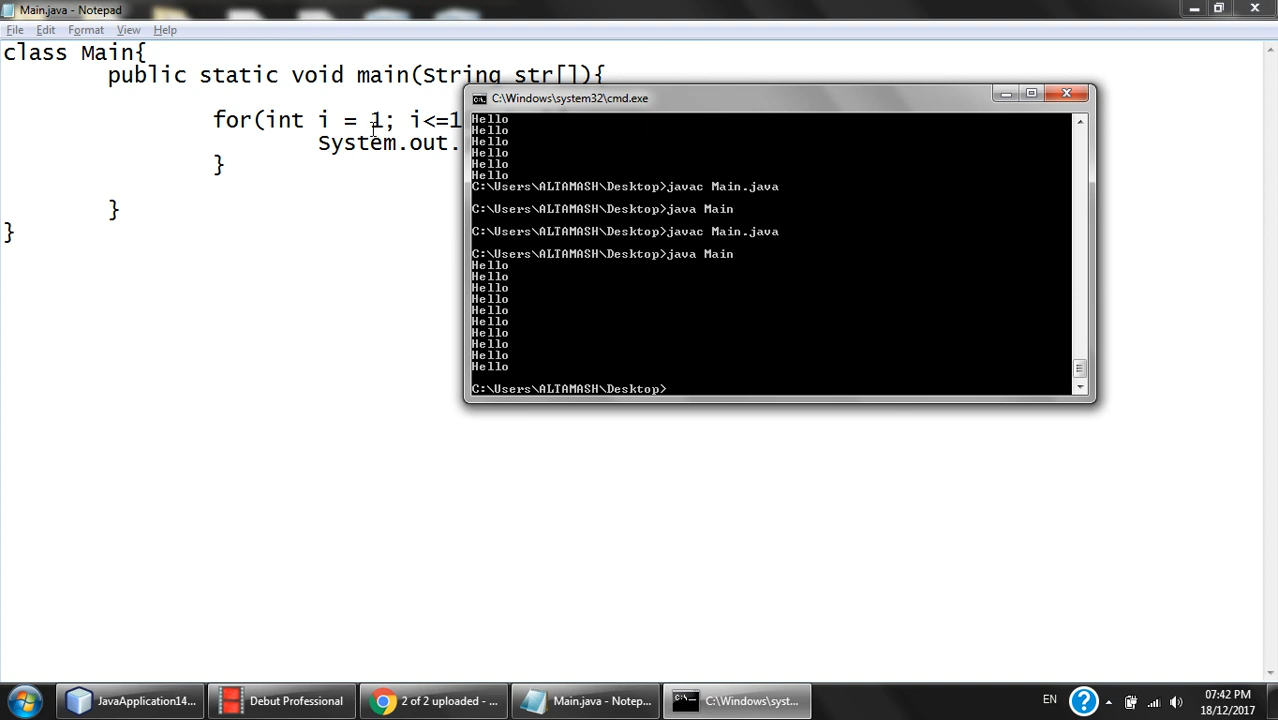 Main.java - Notepad
File Edit Format View Help
class Main{
public static void main(String str[]){
for(int i = 1; i<=1
System.out.
}
}
}
C:\Windows\system32\cmd.exe
Hello
Hello
Hello
Hello
Hello
Hello
C:\Users\ALTAMASH\Desktop>javac Main.java
C:\Users\ALTAMASH\Desktop>java Main
C:\Users\ALTAMASH\Desktop>javac Main.java
C:\Users\ALTAMASH\Desktop>java Main
Hello
Hello
Hello
Hello
Hello
Hello
Hello
Hello
Hello
Hello
C:\Users\ALTAMASH\Desktop>
JavaApplication14... Debut Professional 2 of 2 uploaded - ... Main.java - Notep... C:\Windows\syst... EN 07:42 PM
18/12/2017